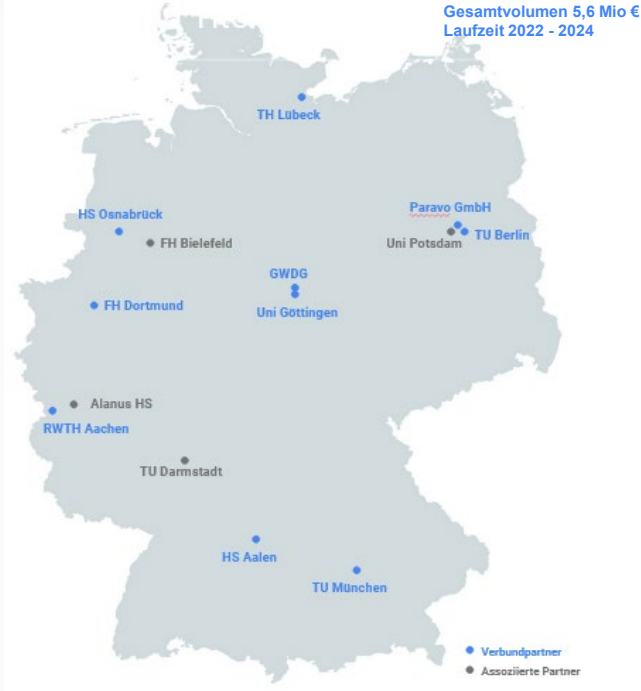 Gesamtvolumen 5,6 Mio €
Laufzeit 2022 - 2024
TH Lübeck
HS Osnabrück
FH Bielefeld
Paravo GmbH
TU Berlin
Uni Potsdam
GWDG
Uni Göttingen
FH Dortmund
Alanus HS
RWTH Aachen
TU Darmstadt
HS Aalen
TU München
Verbundpartner
Assoziierte Partner